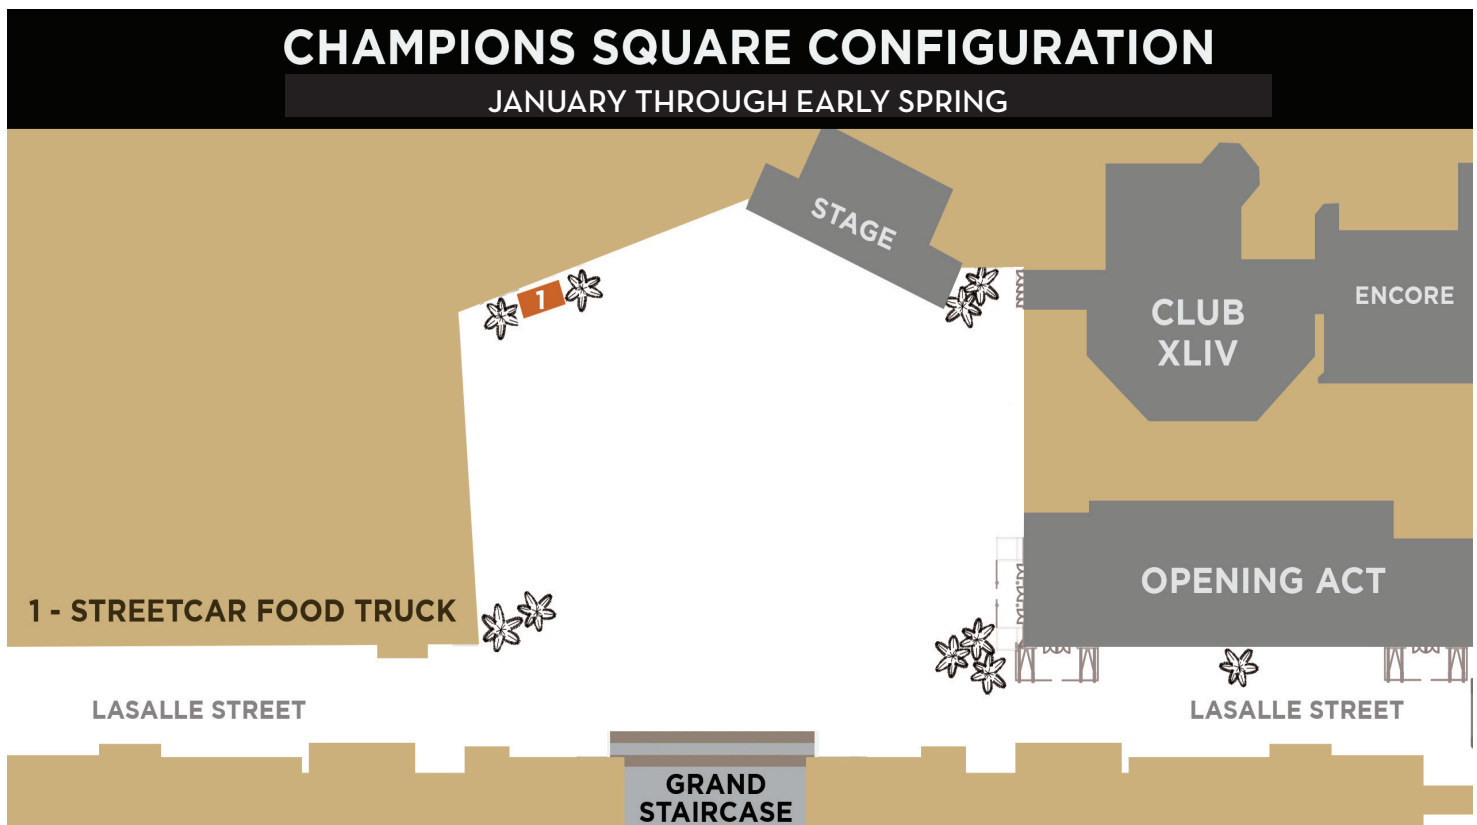 CHAMPIONS SQUARE CONFIGURATION
JANUARY THROUGH EARLY SPRING
STAGE
1
CLUB
XLIV
ENCORE
OPENING ACT
1 - STREETCAR FOOD TRUCK
LASALLE STREET
LASALLE STREET
GRAND
STAIRCASE